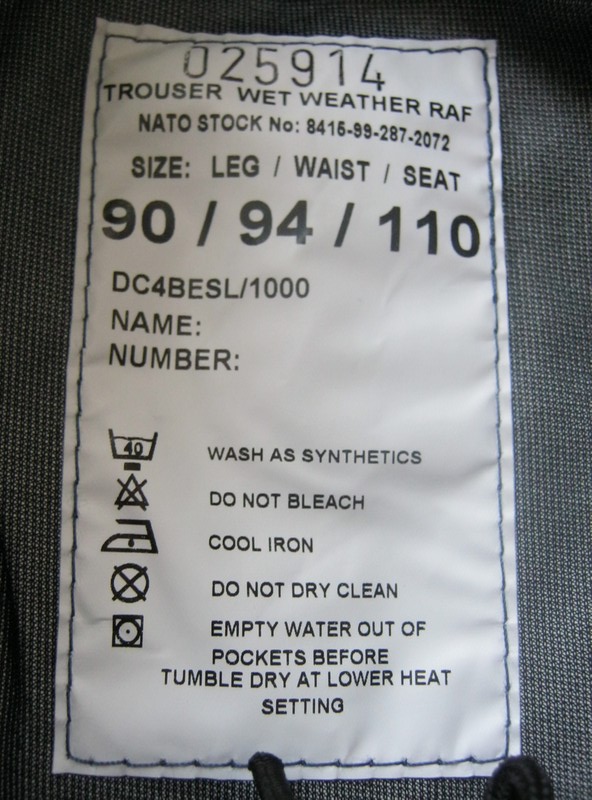 025914
TROUSER WET WEATHER RAF
NATO STOCK No: 8415-99-287-2072
SIZE: LEG / WAIST / SEAT
90 / 94 / 110
DC4BESL/1000
NAME:
NUMBER:
40 WASH AS SYNTHETICS
DO NOT BLEACH
COOL IRON
DO NOT DRY CLEAN
EMPTY WATER OUT OF
POCKETS BEFORE
TUMBLE DRY AT LOWER HEAT
SETTING